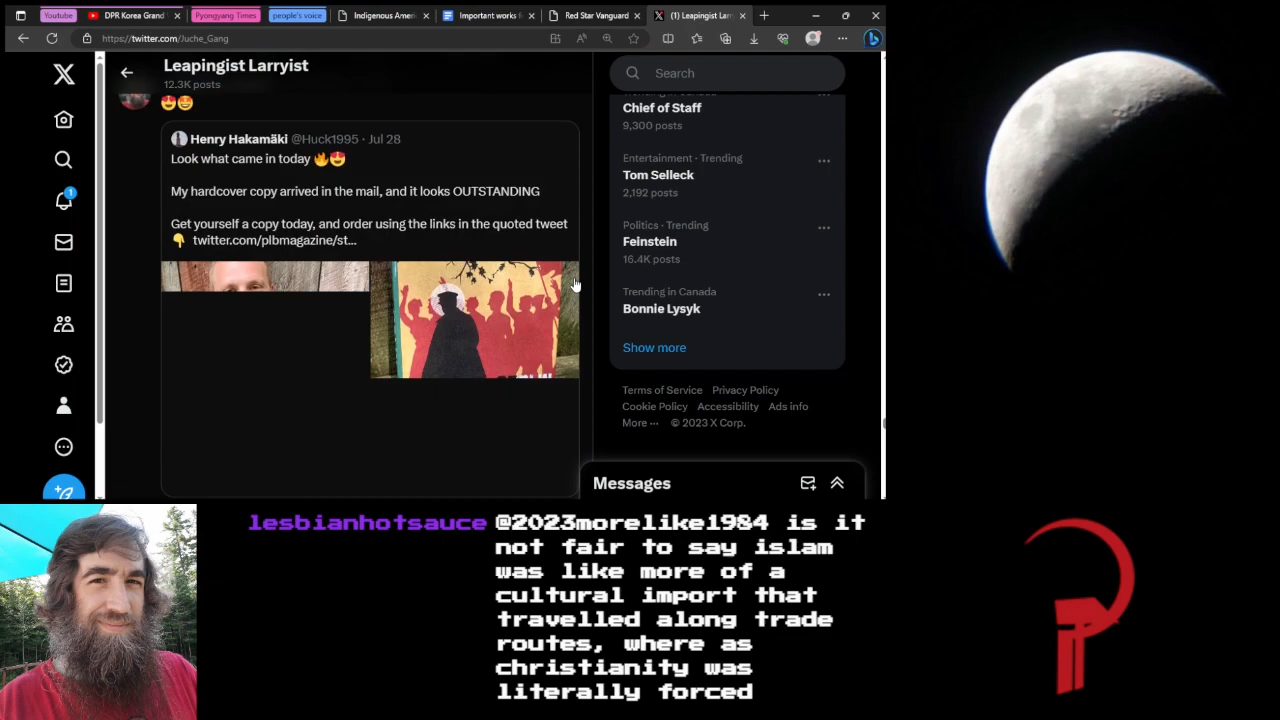 Youtube
DPR Korea Grand
Pyongyang Times
people's voice
Indigenous Ameri
Important works f
Red Star Vanguard
(1) Leapingist Larr
https://twitter.com/Juche_Gang
Leapingist Larryist
12.3K posts
Search
😍🤩
Henry Hakamäki @Huck1995 · Jul 28
Look what came in today 🔥😍
My hardcover copy arrived in the mail, and it looks OUTSTANDING
Get yourself a copy today, and order using the links in the quoted tweet
👇 twitter.com/plbmagazine/st...
Trending in Canada
Chief of Staff
9,300 posts
Entertainment · Trending
Tom Selleck
2,192 posts
Politics · Trending
Feinstein
16.4K posts
Trending in Canada
Bonnie Lysyk
Show more
Terms of Service Privacy Policy
Cookie Policy Accessibility Ads info
More ··· © 2023 X Corp.
1
Messages
lesbianhotsauce @2023morelike1984 is it
not fair to say islam
was like more of a
cultural import that
travelled along trade
routes, where as
christianity was
literally forced